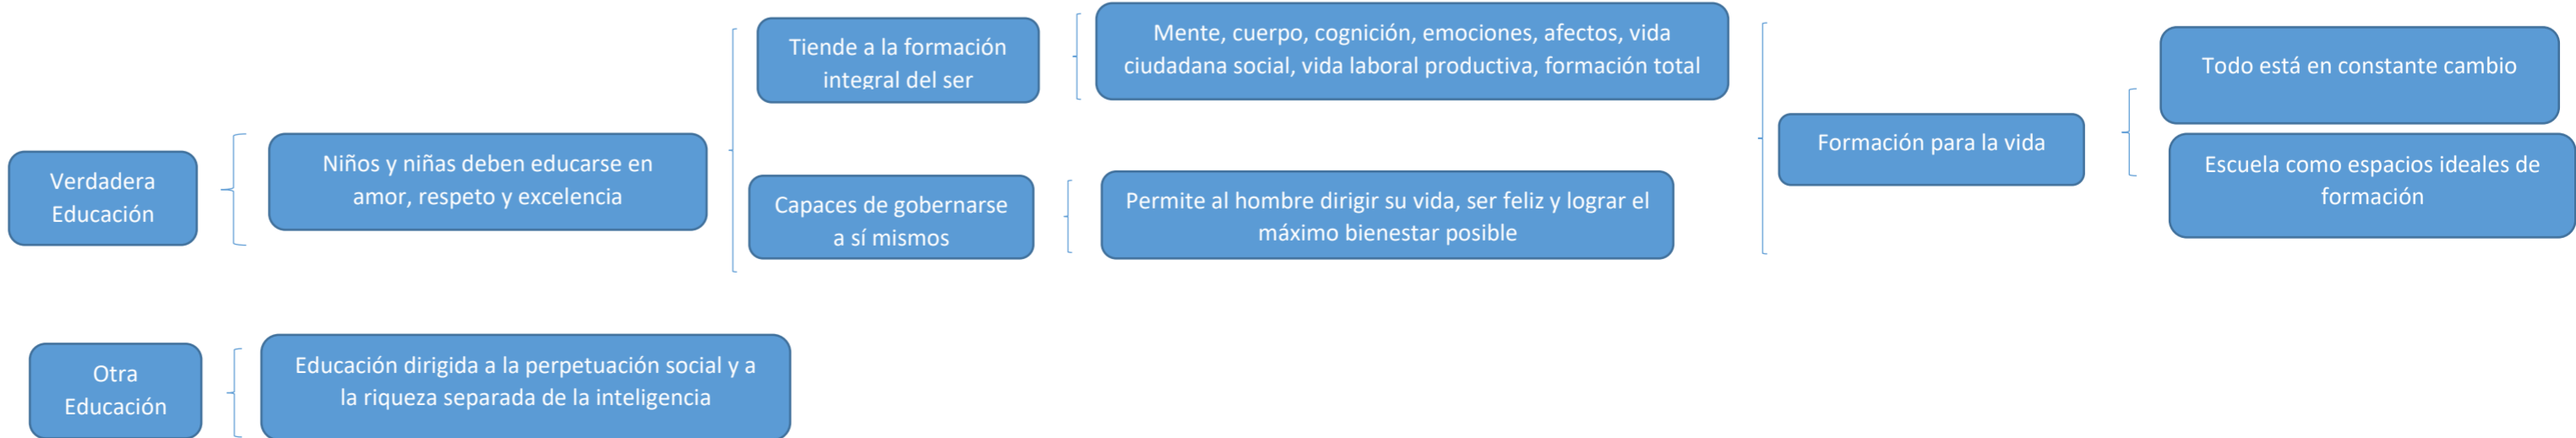 Verdadera
Educación
Niños y niñas deben educarse en
amor, respeto y excelencia
Tiende a la formación
integral del ser
Mente, cuerpo, cognición, emociones, afectos, vida
ciudadana social, vida laboral productiva, formación total
Capaces de gobernarse
a sí mismos
Permite al hombre dirigir su vida, ser feliz y lograr el
máximo bienestar posible
Formación para la vida
Todo está en constante cambio
Escuela como espacios ideales de
formación
Otra
Educación
Educación dirigida a la perpetuación social y a
la riqueza separada de la inteligencia